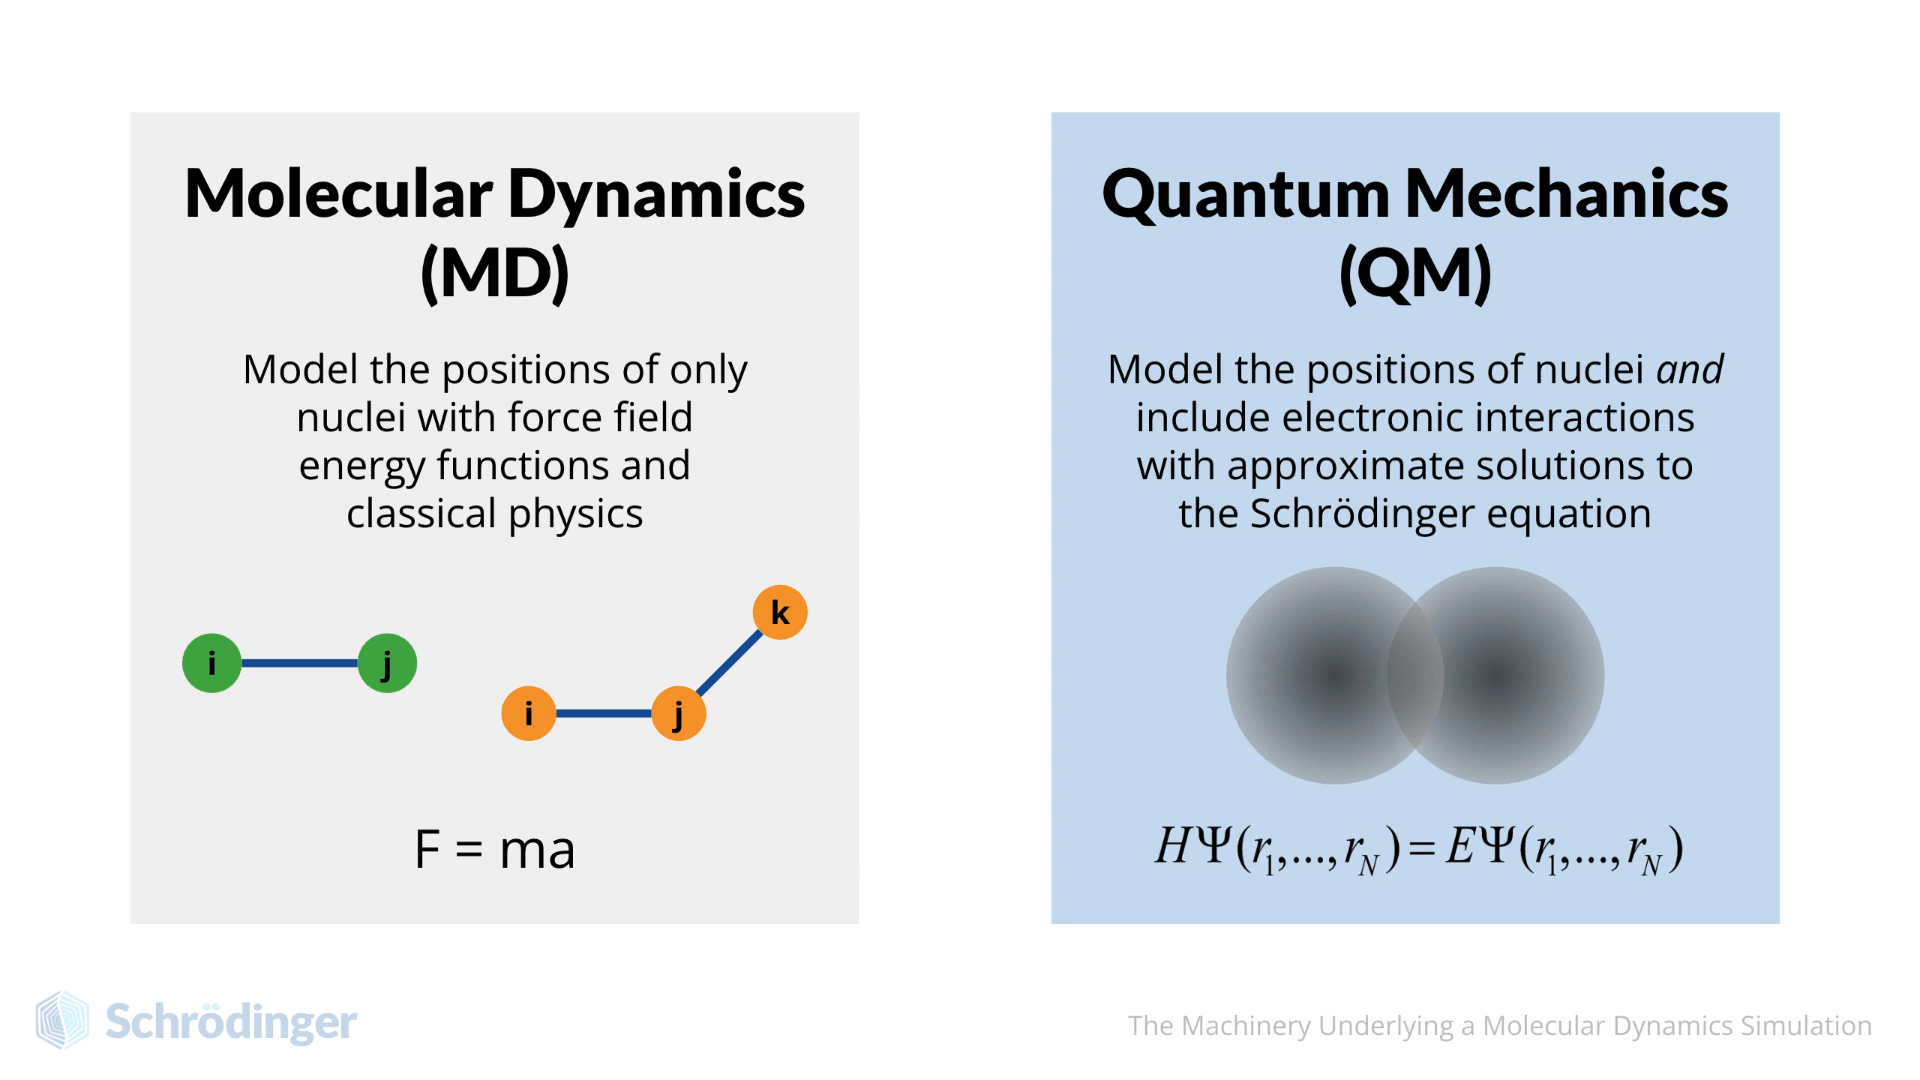 Molecular Dynamics
(MD)
Model the positions of only
nuclei with force field
energy functions and
classical physics
i
j
i
j
k
F = ma
Quantum Mechanics
(QM)
Model the positions of nuclei and
include electronic interactions
with approximate solutions to
the Schrödinger equation
HΨ(r₁,...,r_N) = EΨ(r₁,...,r_N)
Schrödinger
The Machinery Underlying a Molecular Dynamics Simulation